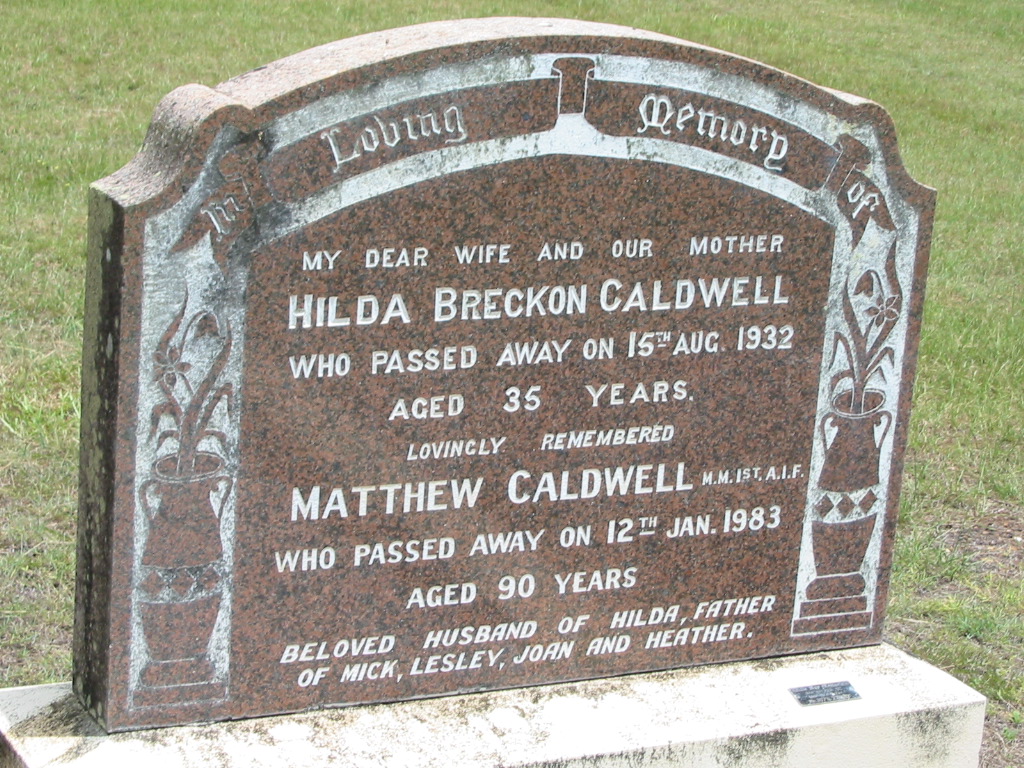 In Loving Memory of
MY DEAR WIFE AND OUR MOTHER
HILDA BRECKON CALDWELL
WHO PASSED AWAY ON 15TH AUG. 1932
AGED 35 YEARS.
LOVINGLY REMEMBERED
MATTHEW CALDWELL M.M. 1ST. A.I.F.
WHO PASSED AWAY ON 12TH JAN. 1983
AGED 90 YEARS
BELOVED HUSBAND OF HILDA, FATHER
OF MICK, LESLEY, JOAN AND HEATHER.